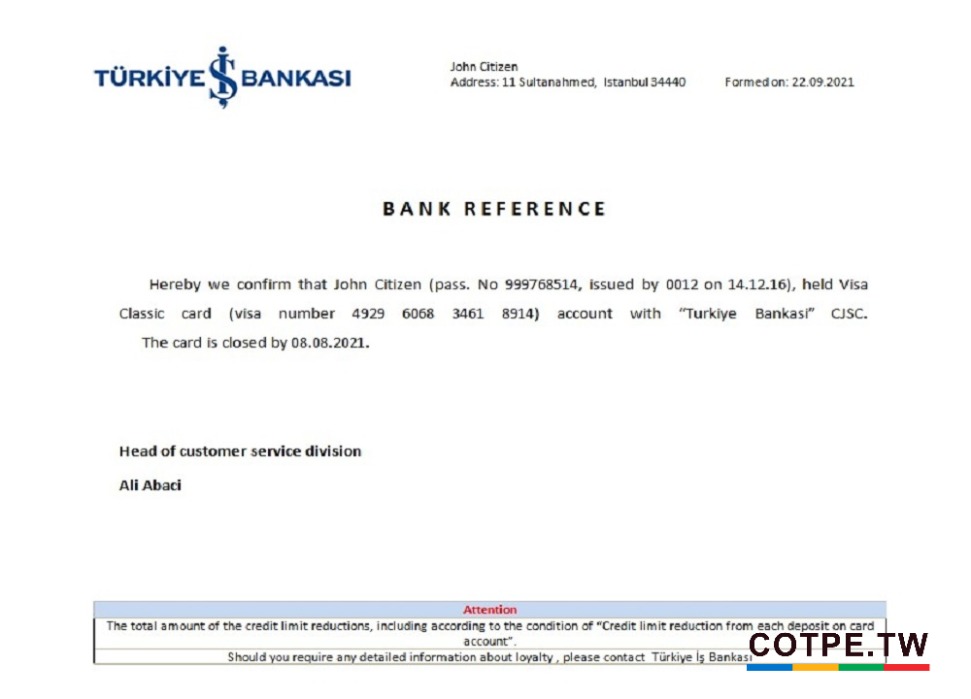 TÜRKİYE İŞ BANKASI
John Citizen
Address: 11 Sultanahmed, Istanbul 34440
Formed on: 22.09.2021
BANK REFERENCE
Hereby we confirm that John Citizen (pass. No 999768514, issued by 0012 on 14.12.16), held Visa
Classic card (visa number 4929 6068 3461 8914) account with "Turkiye Bankasi" CJSC.
The card is closed by 08.08.2021.
Head of customer service division
Ali Abaci
Attention
The total amount of the credit limit reductions, including according to the condition of "Credit limit reduction from each deposit on card
account".
Should you require any detailed information about loyalty , please contact Türkiye İş Bankası
COTPE.TW